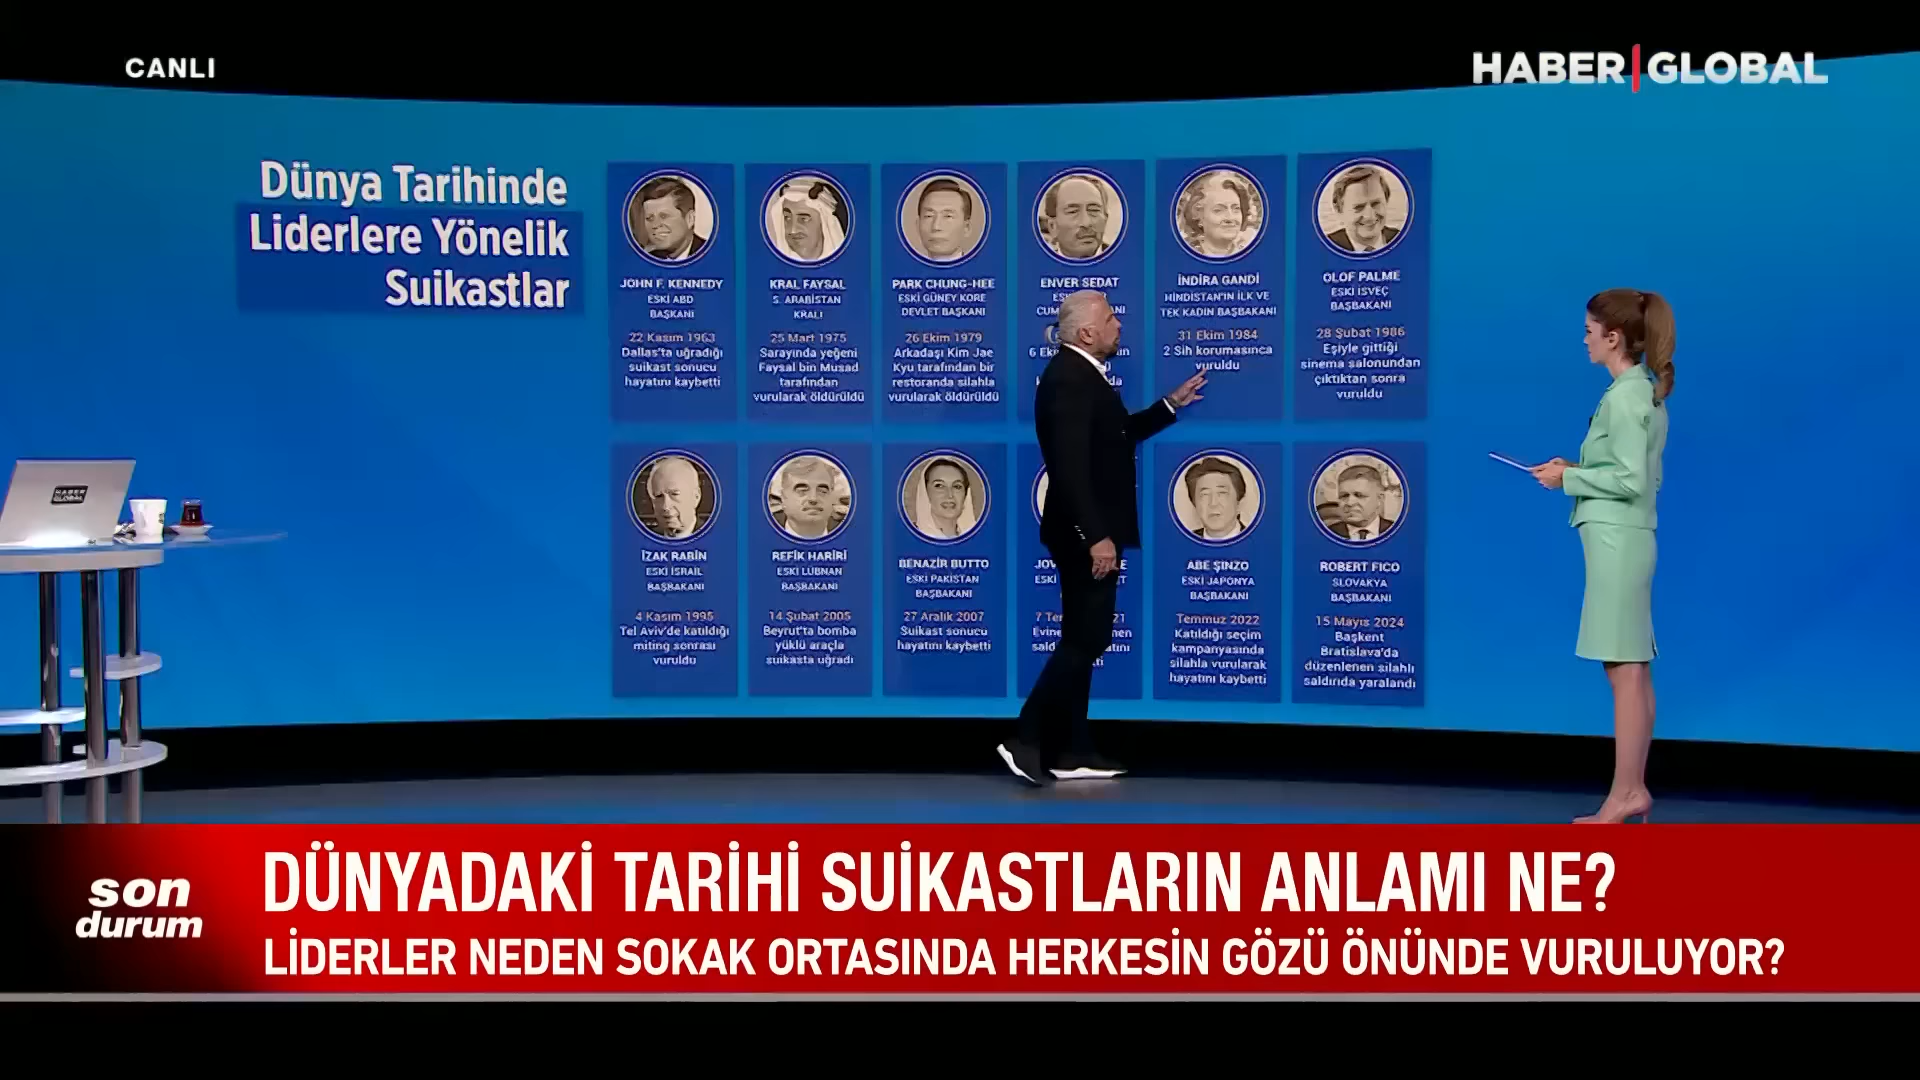 CANLI
HABER GLOBAL
Dünya Tarihinde
Liderlere Yönelik
Suikastlar
JOHN F. KENNEDY
ESKİ ABD
BAŞKANI
22 Kasım 1963
Dallas'ta uğradığı
suikast sonucu
hayatını kaybetti
KRAL FAYSAL
S. ARABİSTAN
KRALI
25 Mart 1975
Sarayında yeğeni
Faysal bin Musad
tarafından
vurularak öldürüldü
PARK CHUNG-HEE
ESKİ GÜNEY KORE
DEVLET BAŞKANI
26 Ekim 1979
Arkadaşı Kim Jae
Kyu tarafından bir
restoranda silahla
vurularak öldürüldü
ENVER SEDAT
İNDİRA GANDİ
HİNDİSTAN'IN İLK VE
TEK KADIN BAŞBAKANI
31 Ekim 1984
2 Sih korumasınca
vuruldu
OLOF PALME
ESKİ İSVEÇ
BAŞBAKANI
28 Şubat 1986
Eşiyle gittiği
sinema salonundan
çıktıktan sonra
vuruldu
İZAK RABİN
ESKİ İSRAİL
BAŞBAKANI
4 Kasım 1995
Tel Aviv'de katıldığı
miting sonrası
vuruldu
REFİK HARİRİ
ESKİ LÜBNAN
BAŞBAKANI
14 Şubat 2005
Beyrut'ta bomba
yüklü araçla
suikasta uğradı
BENAZİR BUTTO
ESKİ PAKİSTAN
BAŞBAKANI
27 Aralık 2007
Suikast sonucu
hayatını kaybetti
ABE ŞİNZO
ESKİ JAPONYA
BAŞBAKANI
Temmuz 2022
Katıldığı seçim
kampanyasında
silahla vurularak
hayatını kaybetti
ROBERT FICO
SLOVAKYA
BAŞBAKANI
15 Mayıs 2024
Başkent
Bratislava'da
düzenlenen silahlı
saldırıda yaralandı
HABER
GLOBAL
son
durum
DÜNYADAKİ TARİHİ SUİKASTLARIN ANLAMI NE?
LİDERLER NEDEN SOKAK ORTASINDA HERKESİN GÖZÜ ÖNÜNDE VURULUYOR?